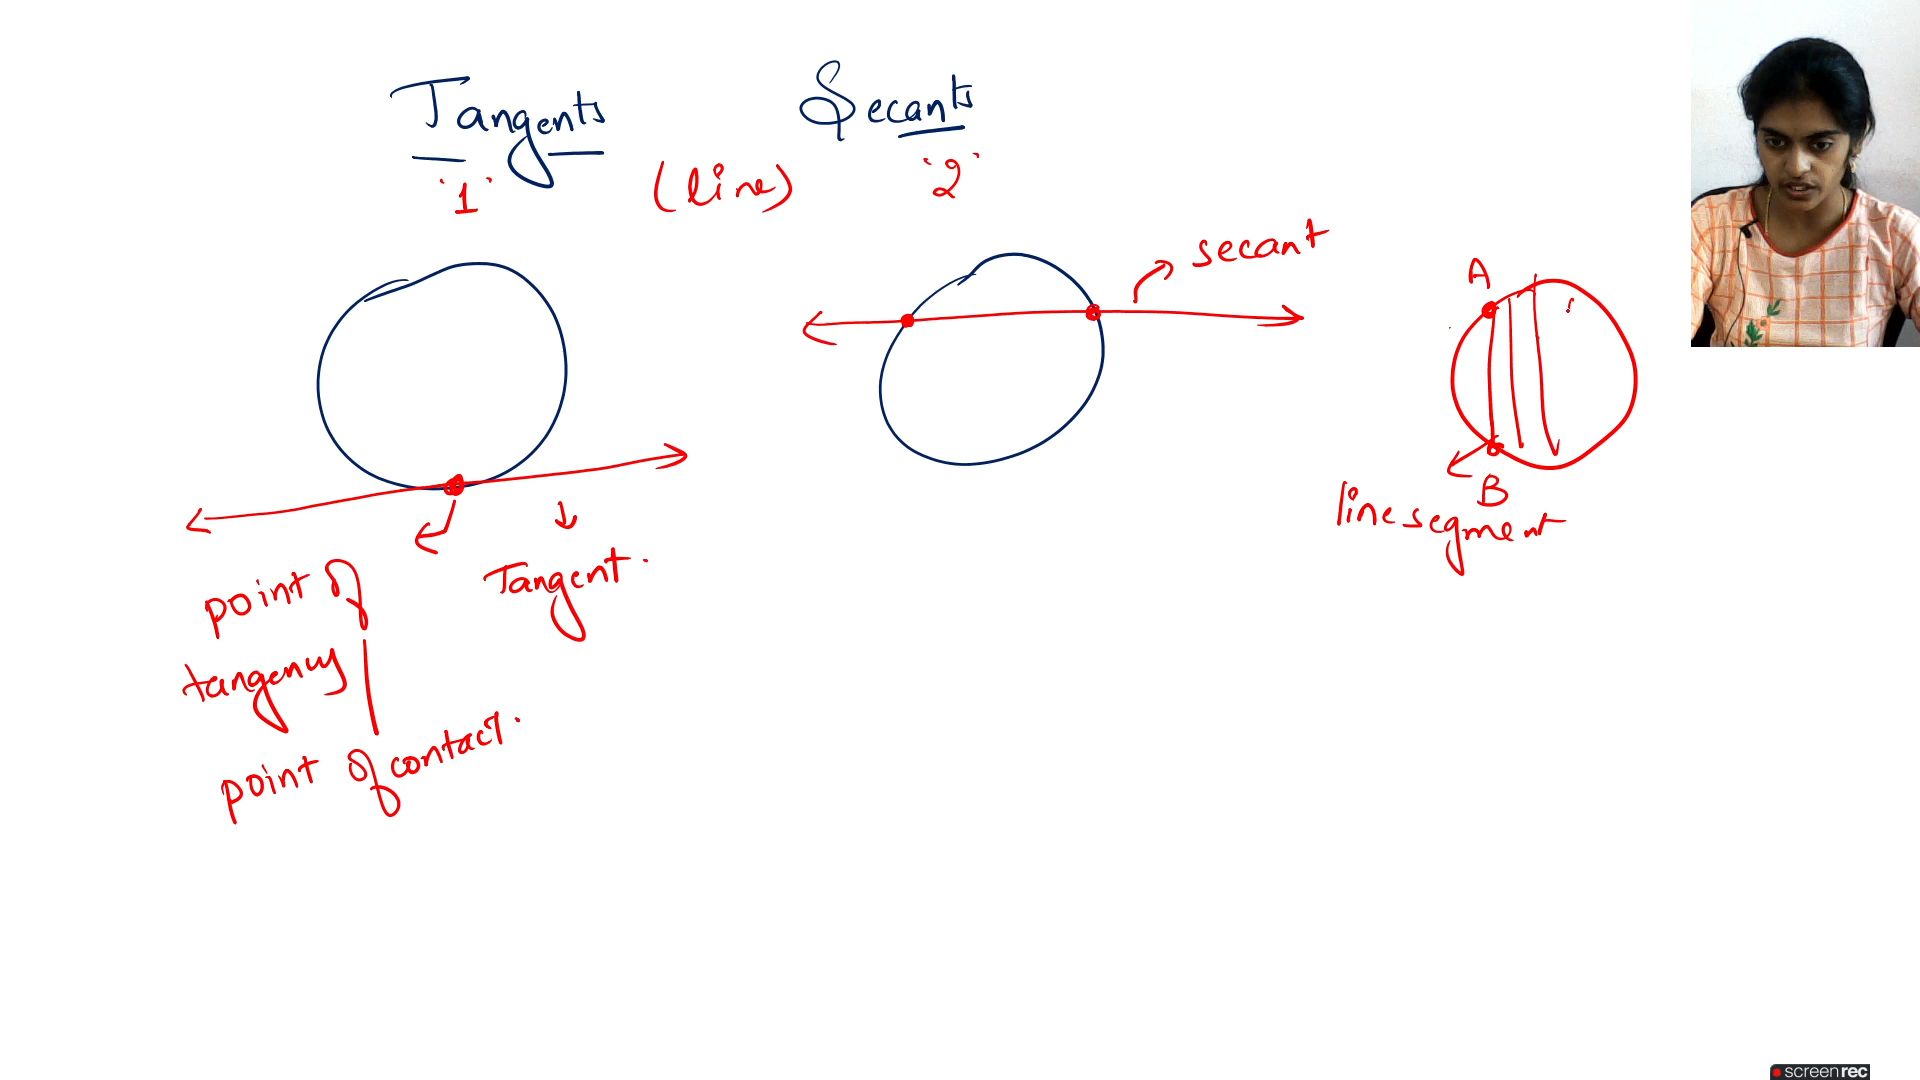 Tangents Secants
'1' (line) '2'
secant
A
B
line segment
Tangent.
point of
tangency
point of contact.
screenrec